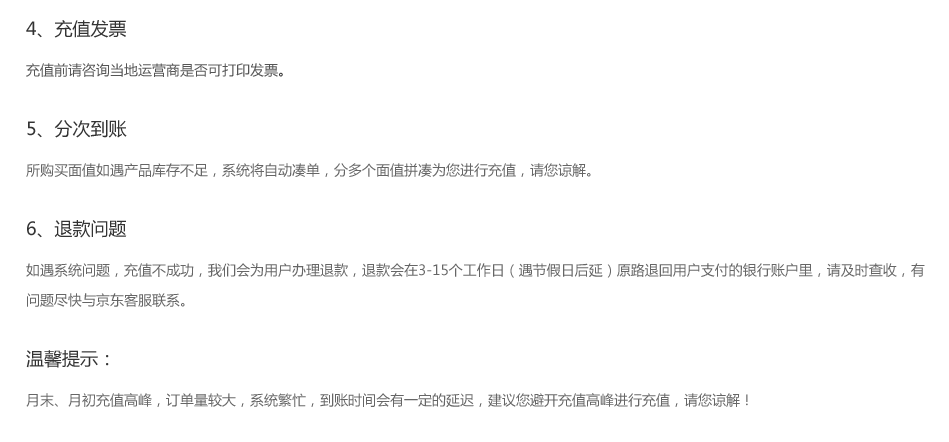 4、充值发票
充值前请咨询当地运营商是否可打印发票。
5、分次到账
所购买面值如遇产品库存不足，系统将自动凑单，分多个面值拼凑为您进行充值，请您谅解。
6、退款问题
如遇系统问题，充值不成功，我们会为用户办理退款，退款会在3-15个工作日（遇节假日后延）原路退回用户支付的银行账户里，请及时查收，有
问题尽快与京东客服联系。
温馨提示：
月末、月初充值高峰，订单量较大，系统繁忙，到账时间会有一定的延迟，建议您避开充值高峰进行充值，请您谅解！